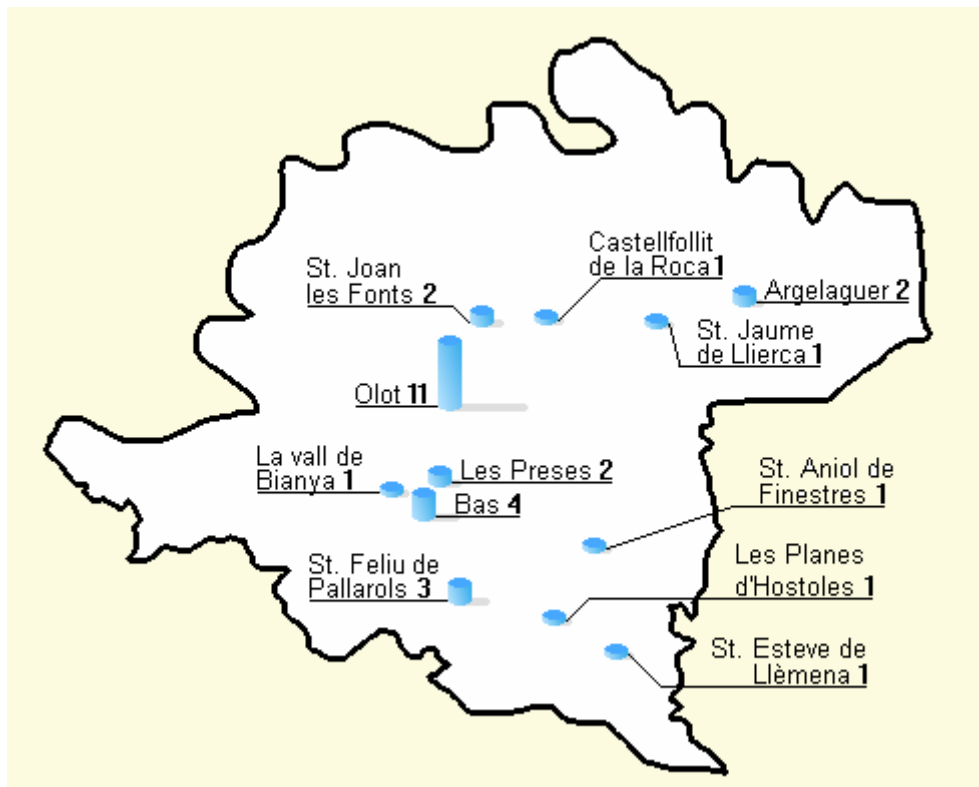 Castellfollit
de la Roca 1
St. Joan
les Fonts 2
Argelaguer 2
St. Jaume
de Llierca 1
Olot 11
La vall de
Bianya 1
Les Preses 2
Bas 4
St. Aniol de
Finestres 1
St. Feliu de
Pallarols 3
Les Planes
d'Hostoles 1
St. Esteve de
Llèmena 1